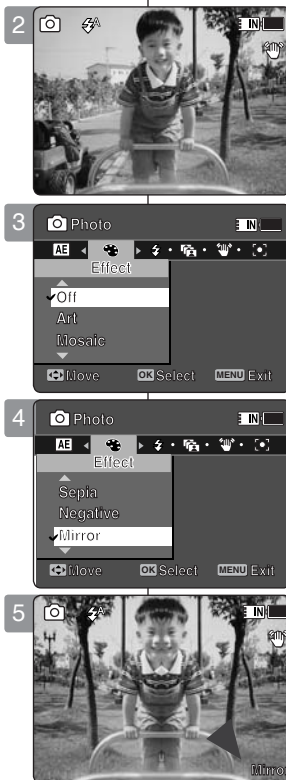 2
A
IN
3
Photo
IN
AE
Effect
Off
Art
Mosaic
Move OK Select MENU Exit
4
Photo
IN
AE
Effect
Sepia
Negative
Mirror
Move OK Select MENU Exit
5
A
IN
Mirror